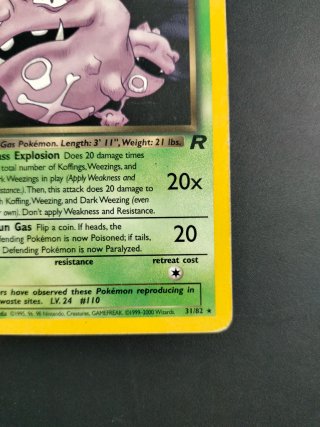 Gas Pokémon. Length: 3' 11", Weight: 21 lbs.
R
ass Explosion Does 20 damage times
total number of Koffings, Weezings, and
k Weezings in play (Apply Weakness and
sistance.) Then, this attack does 20 damage to
h Koffing, Weezing, and Dark Weezing (even
r own). Don't apply Weakness and Resistance.
20x
un Gas Flip a coin. If heads, the
fending Pokémon is now Poisoned; if tails,
Defending Pokémon is now Paralyzed.
20
resistance retreat cost
ers have observed these Pokémon reproducing in
waste sites. LV. 24 #110
©1995, 96, 98 Nintendo, Creatures, GAMEFREAK. ©1999-2000 Wizards. 31/82 ★